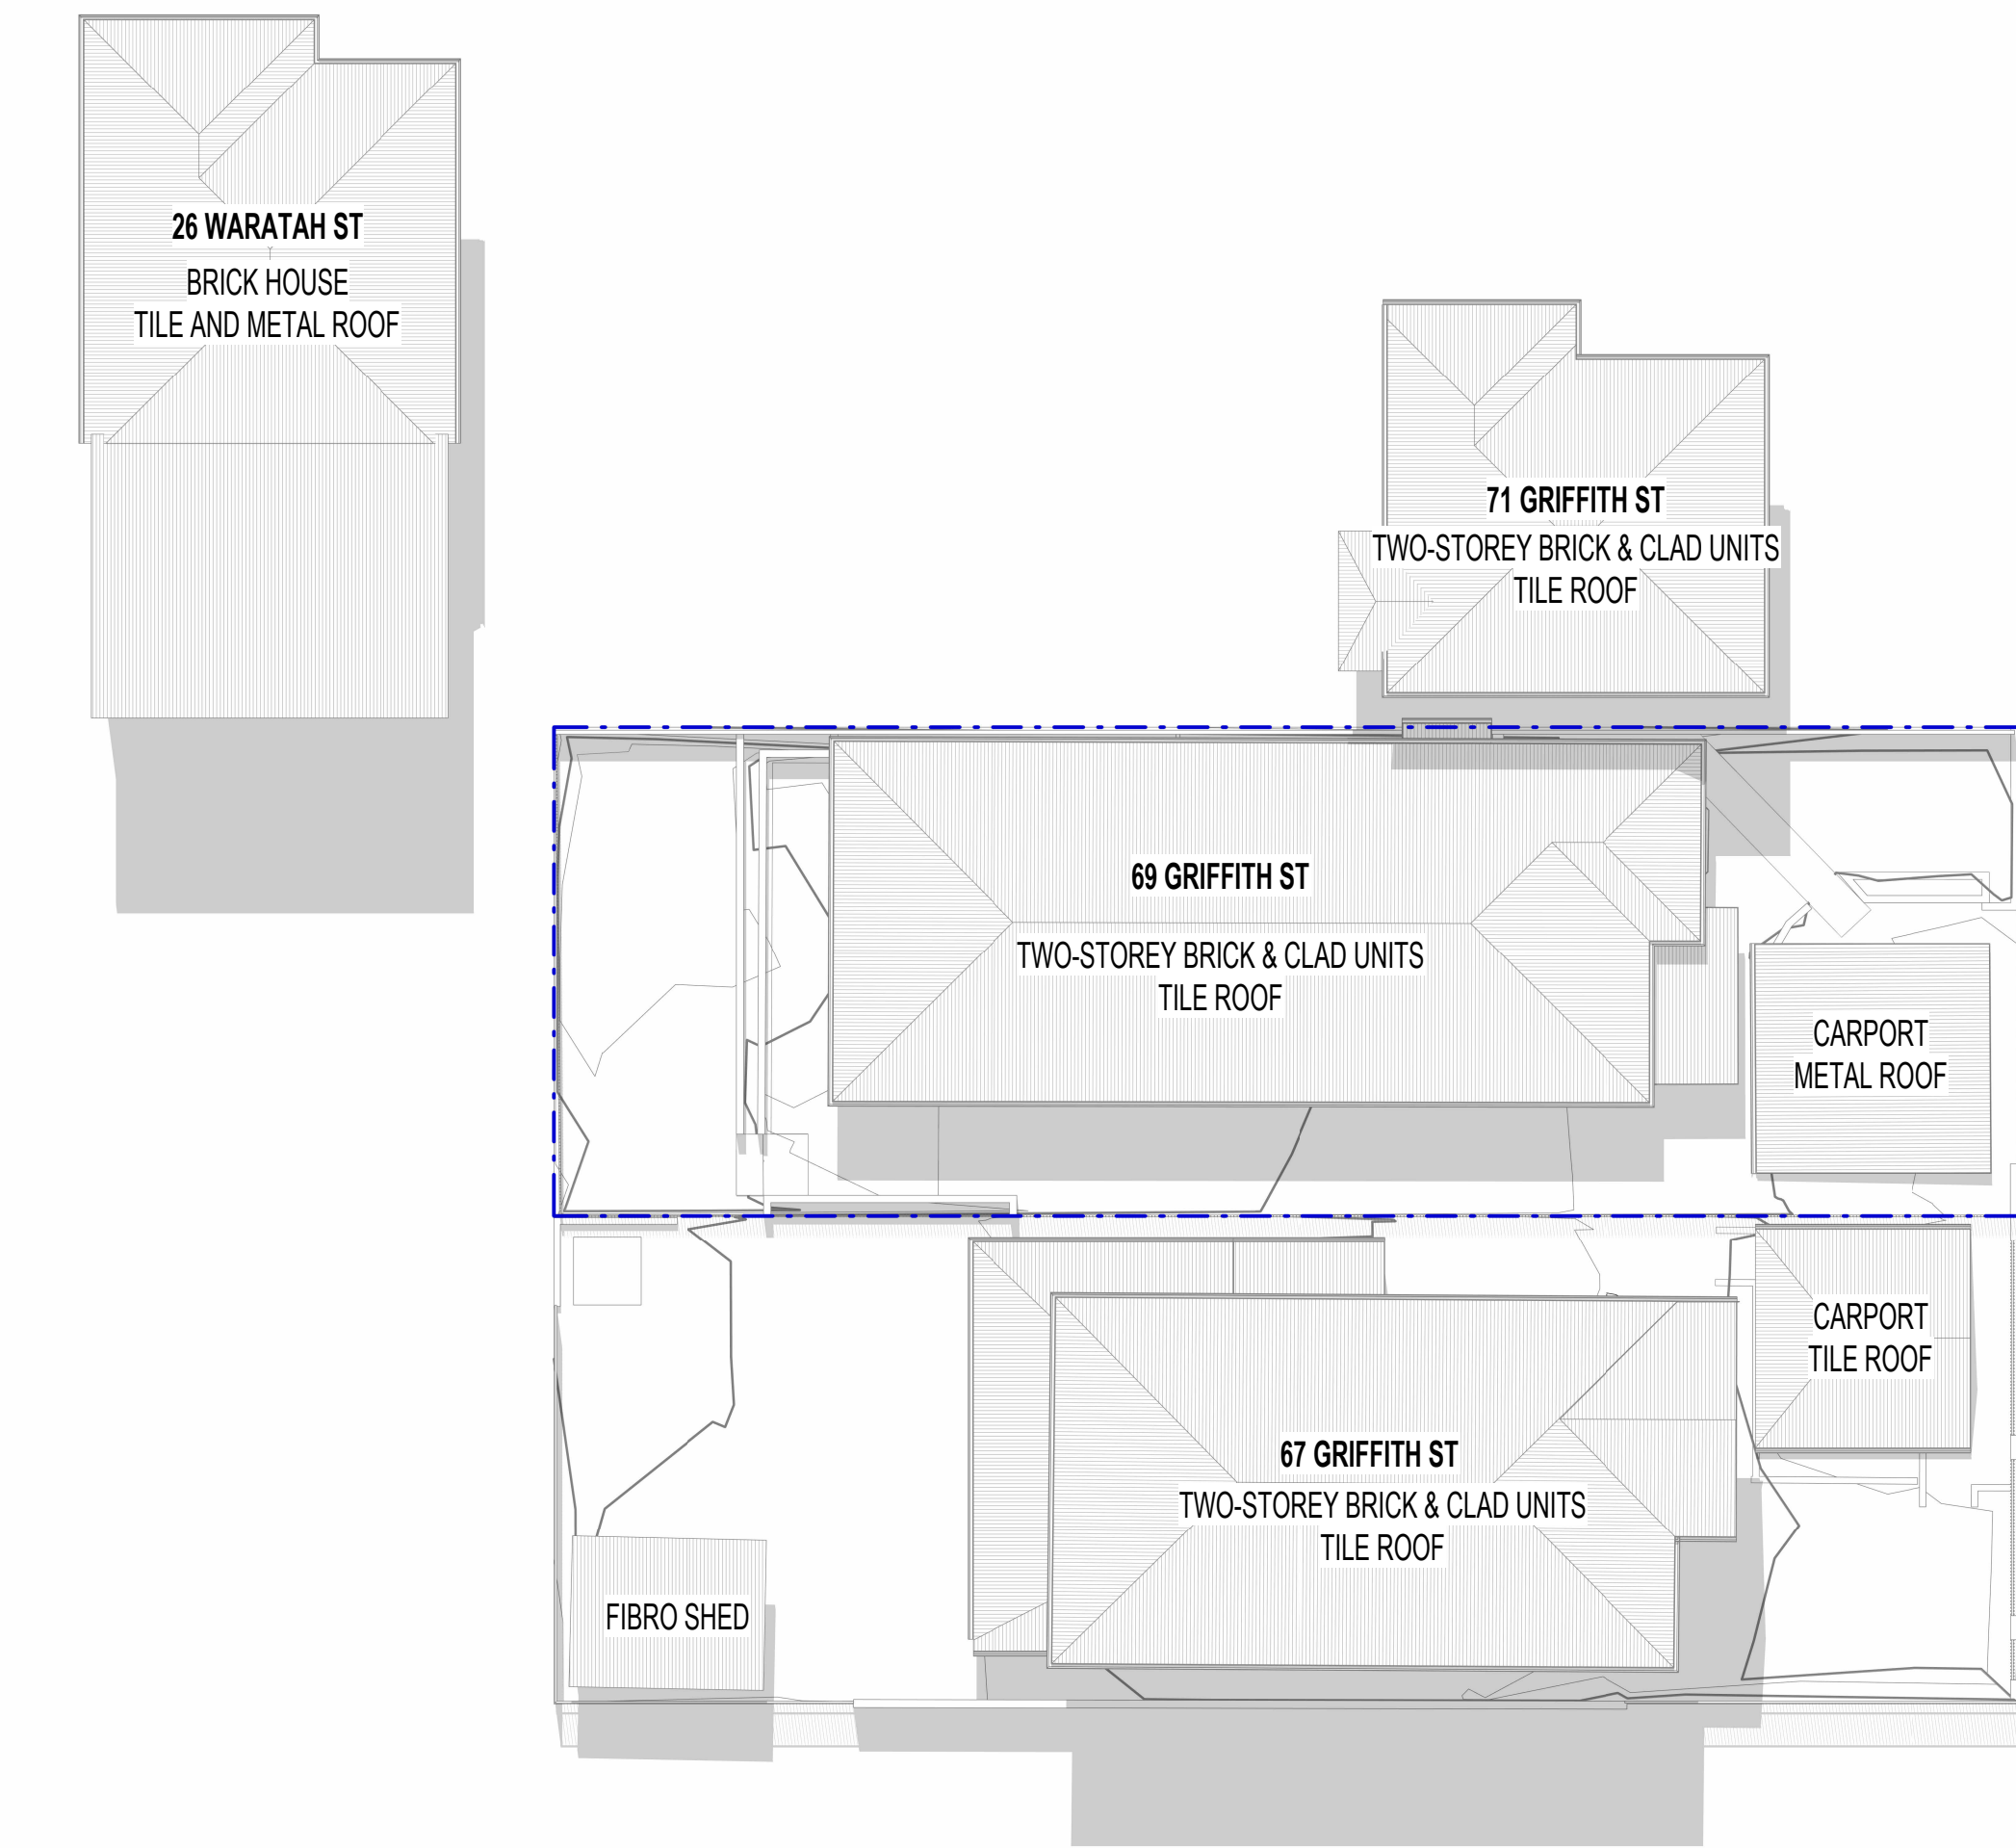 26 WARATAH ST
BRICK HOUSE
TILE AND METAL ROOF
71 GRIFFITH ST
TWO-STOREY BRICK & CLAD UNITS
TILE ROOF
69 GRIFFITH ST
TWO-STOREY BRICK & CLAD UNITS
TILE ROOF
CARPORT
METAL ROOF
CARPORT
TILE ROOF
67 GRIFFITH ST
TWO-STOREY BRICK & CLAD UNITS
TILE ROOF
FIBRO SHED